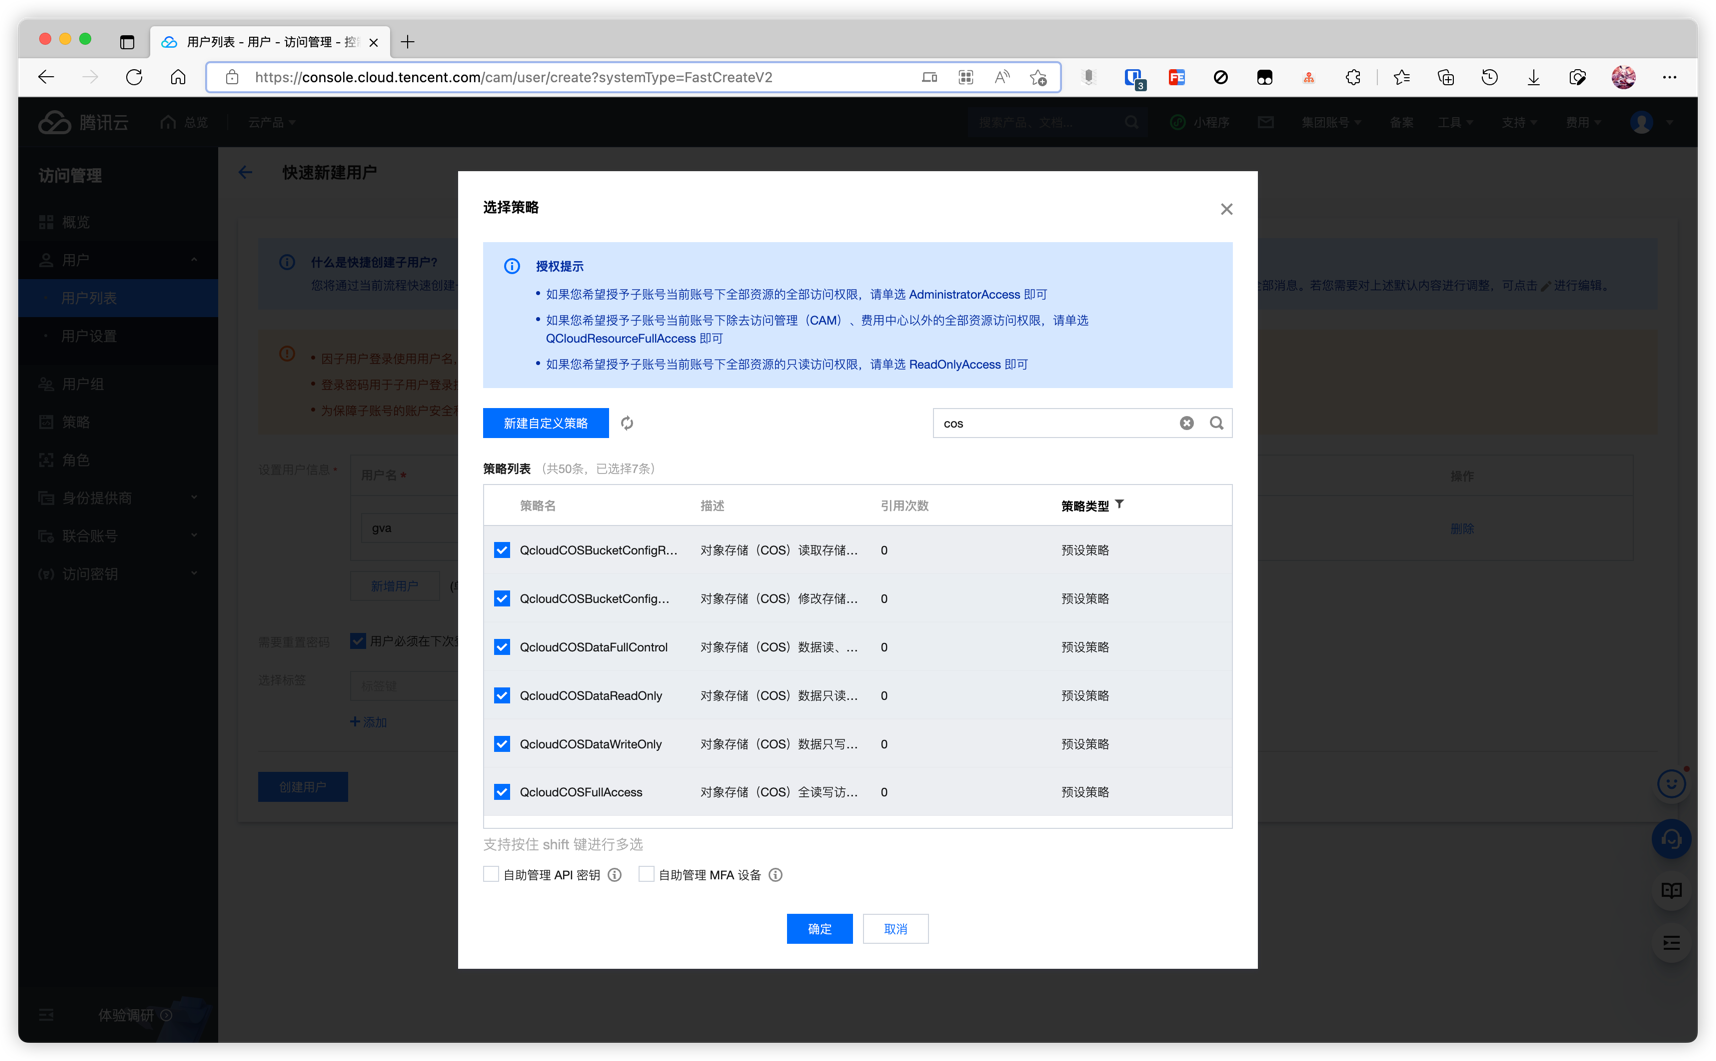 用户列表 - 用户 - 访问管理 - 控
https://console.cloud.tencent.com/cam/user/create?systemType=FastCreateV2
3
腾讯云
总览
云产品
搜索产品、文档...
小程序
集团账号
备案
工具
支持
费用
访问管理
概览
用户
用户列表
用户设置
用户组
策略
角色
身份提供商
联合账号
访问密钥
体验调研
快速新建用户
什么是快捷创建子用户?
您将通过当前流程快速创建
全部消息。若您需要对上述默认内容进行调整，可点击 进行编辑。
• 因子用户登录使用用户名，
• 登录密码用于子用户登录
• 为保障子账号的账户安全
设置用户信息 *
用户名 *
操作
gva
删除
新增用户
需要重置密码
用户必须在下次
选择标签
标签键
+ 添加
创建用户
选择策略
授权提示
• 如果您希望授予子账号当前账号下全部资源的全部访问权限，请单选 AdministratorAccess 即可
• 如果您希望授予子账号当前账号下除去访问管理（CAM）、费用中心以外的全部资源访问权限，请单选
QCloudResourceFullAccess 即可
• 如果您希望授予子账号当前账号下全部资源的只读访问权限，请单选 ReadOnlyAccess 即可
新建自定义策略
cos
策略列表 （共50条，已选择7条）
策略名 描述 引用次数 策略类型
QcloudCOSBucketConfigR... 对象存储（COS）读取存储... 0 预设策略
QcloudCOSBucketConfig... 对象存储（COS）修改存储... 0 预设策略
QcloudCOSDataFullControl 对象存储（COS）数据读、... 0 预设策略
QcloudCOSDataReadOnly 对象存储（COS）数据只读... 0 预设策略
QcloudCOSDataWriteOnly 对象存储（COS）数据只写... 0 预设策略
QcloudCOSFullAccess 对象存储（COS）全读写访... 0 预设策略
支持按住 shift 键进行多选
自助管理 API 密钥
自助管理 MFA 设备
确定
取消